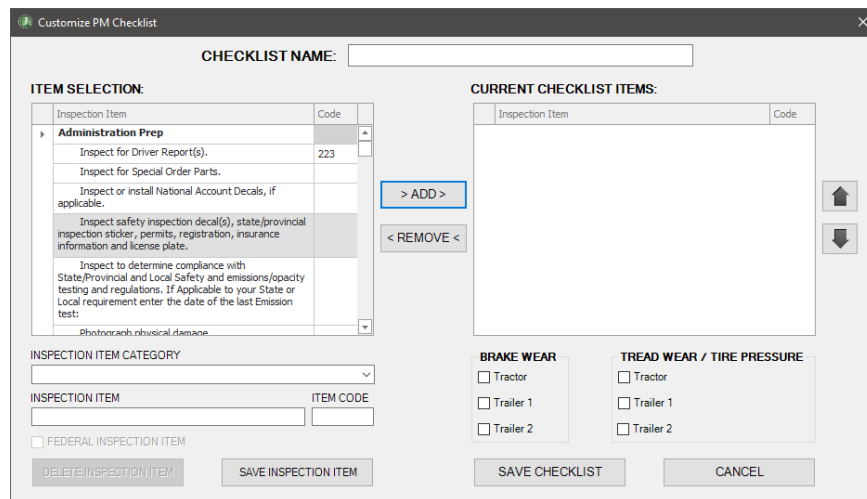 Customize PM Checklist
CHECKLIST NAME:
ITEM SELECTION:
Inspection Item Code
Administration Prep
Inspect for Driver Report(s). 223
Inspect for Special Order Parts.
Inspect or install National Account Decals, if
applicable.
Inspect safety inspection decal(s), state/provincial
inspection sticker, permits, registration, insurance
information and license plate.
Inspect to determine compliance with
State/Provincial and Local Safety and emissions/opacity
testing and regulations. If Applicable to your State or
Local requirement enter the date of the last Emission
test:
Photograph physical damage
> ADD >
< REMOVE <
CURRENT CHECKLIST ITEMS:
Inspection Item Code
INSPECTION ITEM CATEGORY
INSPECTION ITEM ITEM CODE
FEDERAL INSPECTION ITEM
DELETE INSPECTION ITEM SAVE INSPECTION ITEM
BRAKE WEAR
Tractor
Trailer 1
Trailer 2
TREAD WEAR / TIRE PRESSURE
Tractor
Trailer 1
Trailer 2
SAVE CHECKLIST CANCEL